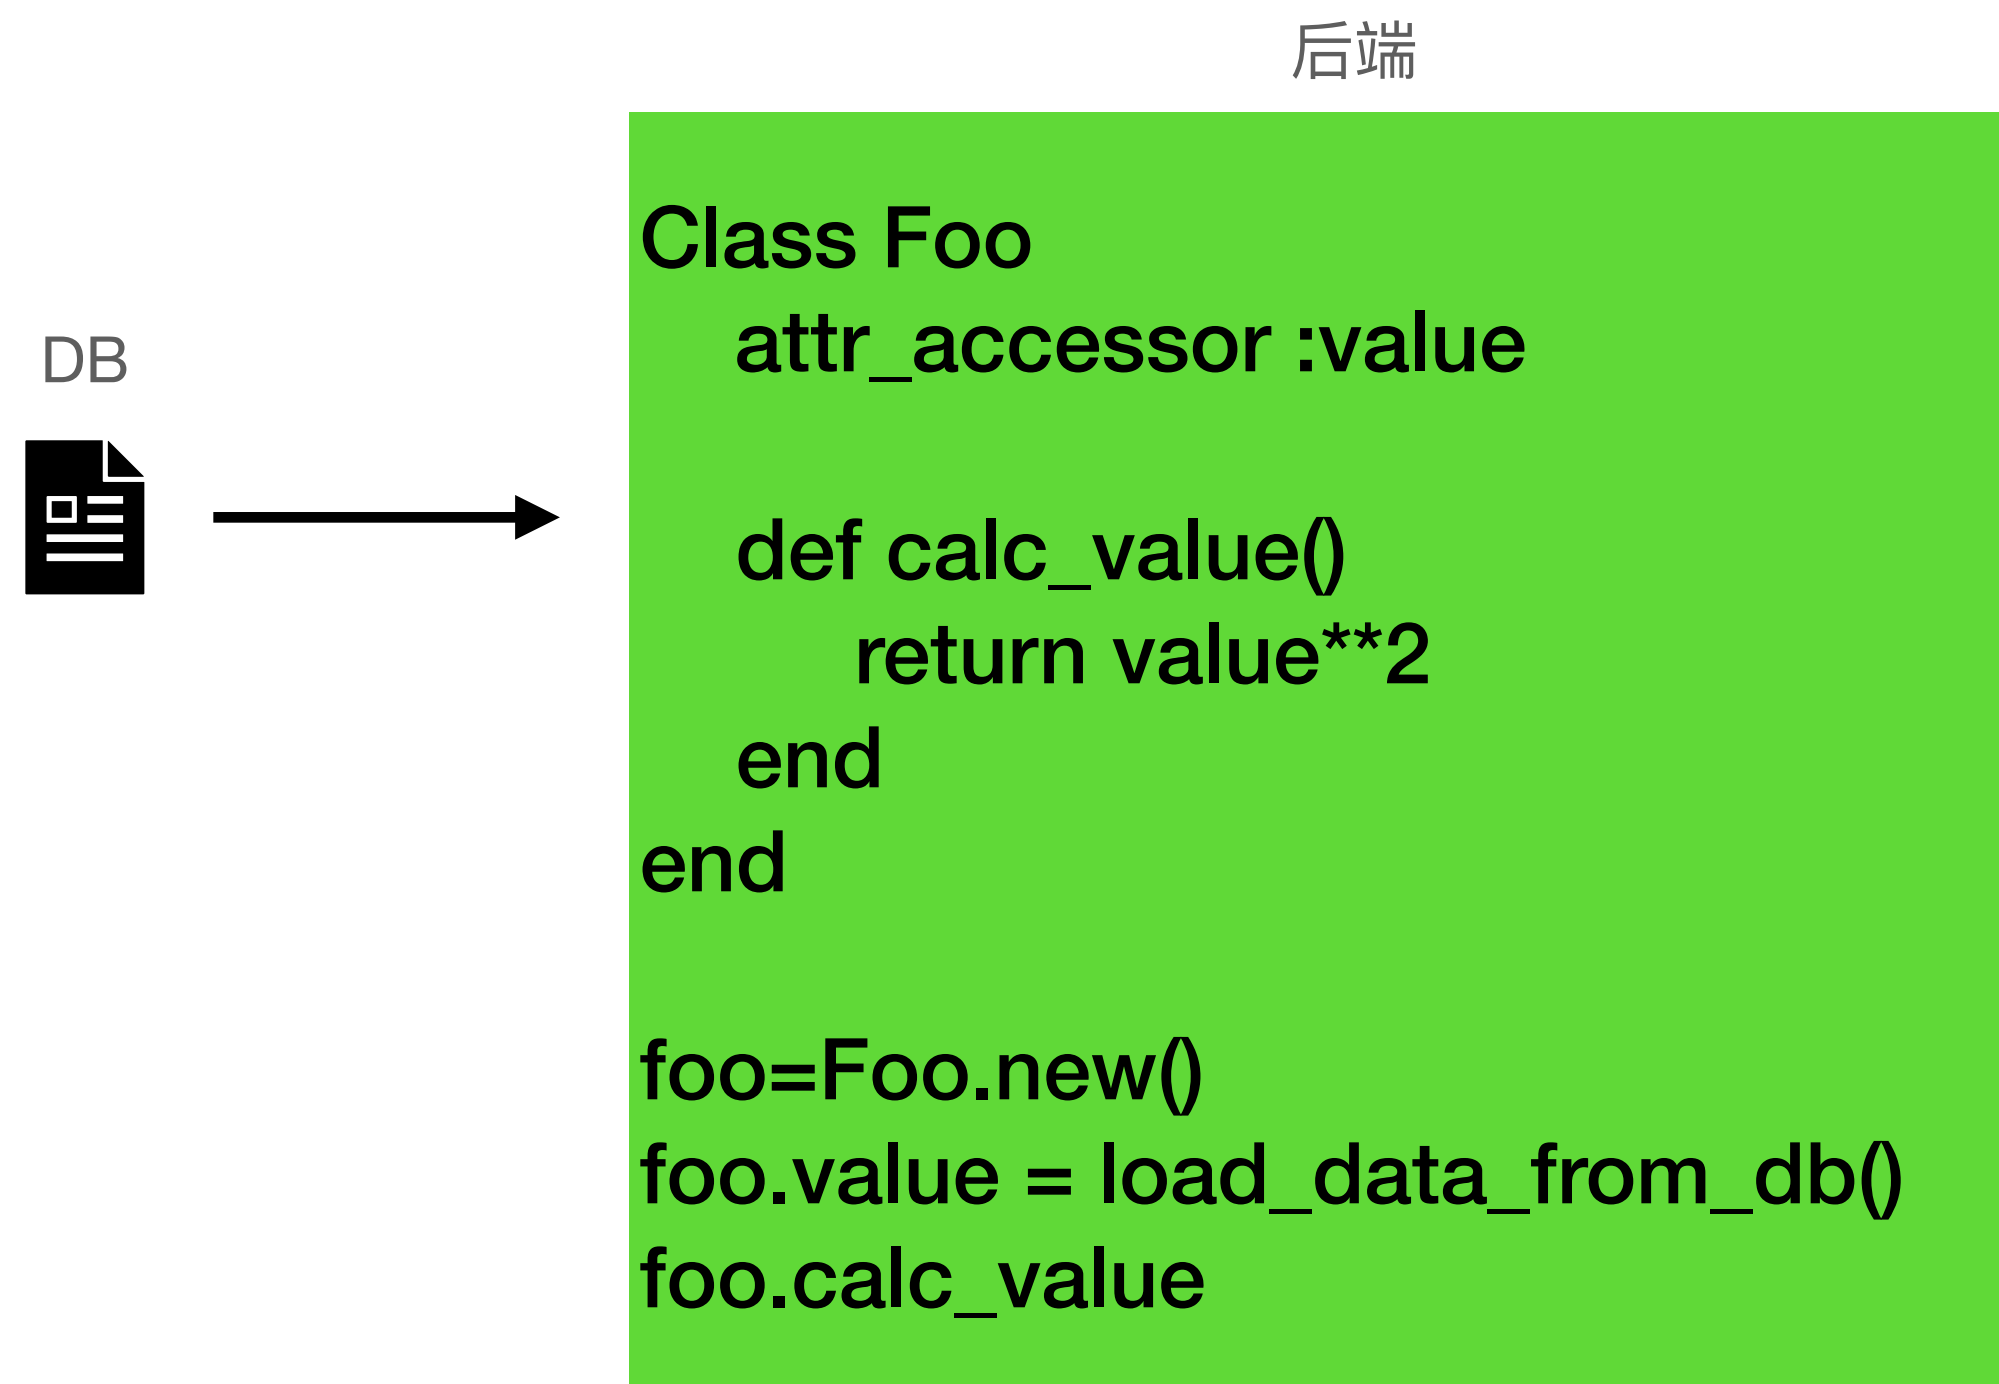 后端
DB
Class Foo
attr_accessor :value
def calc_value()
return value**2
end
end
foo=Foo.new()
foo.value = load_data_from_db()
foo.calc_value